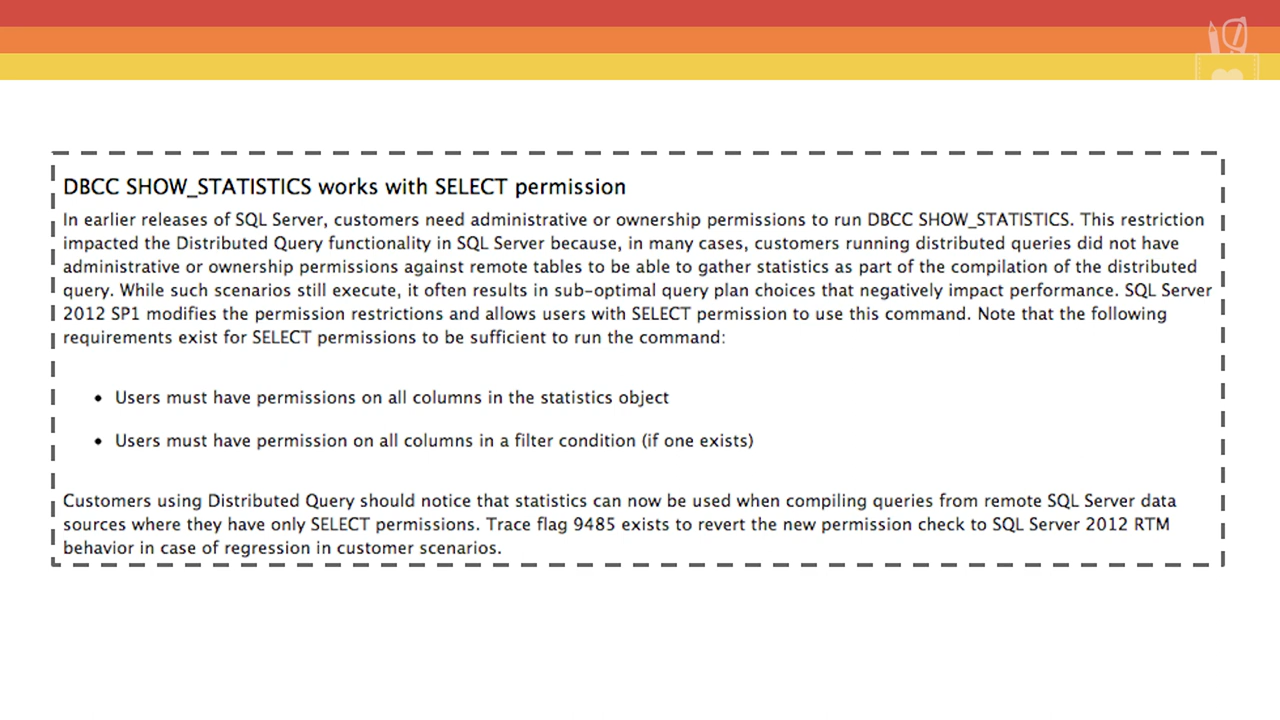 DBCC SHOW_STATISTICS works with SELECT permission
In earlier releases of SQL Server, customers need administrative or ownership permissions to run DBCC SHOW_STATISTICS. This restriction
impacted the Distributed Query functionality in SQL Server because, in many cases, customers running distributed queries did not have
administrative or ownership permissions against remote tables to be able to gather statistics as part of the compilation of the distributed
query. While such scenarios still execute, it often results in sub-optimal query plan choices that negatively impact performance. SQL Server
2012 SP1 modifies the permission restrictions and allows users with SELECT permission to use this command. Note that the following
requirements exist for SELECT permissions to be sufficient to run the command:
• Users must have permissions on all columns in the statistics object
• Users must have permission on all columns in a filter condition (if one exists)
Customers using Distributed Query should notice that statistics can now be used when compiling queries from remote SQL Server data
sources where they have only SELECT permissions. Trace flag 9485 exists to revert the new permission check to SQL Server 2012 RTM
behavior in case of regression in customer scenarios.